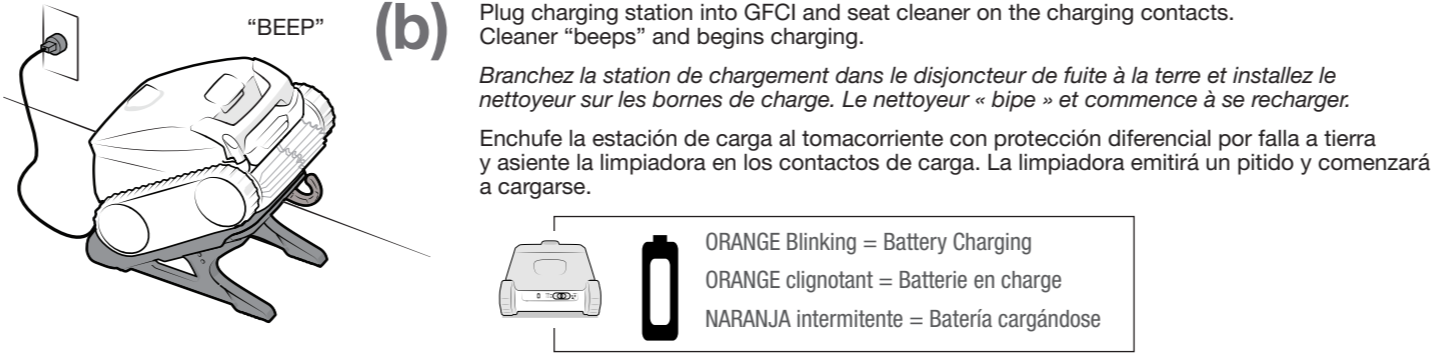 “BEEP”
(b)
Plug charging station into GFCI and seat cleaner on the charging contacts.
Cleaner “beeps” and begins charging.
Branchez la station de chargement dans le disjoncteur de fuite à la terre et installez le
nettoyeur sur les bornes de charge. Le nettoyeur « bipe » et commence à se recharger.
Enchufe la estación de carga al tomacorriente con protección diferencial por falla a tierra
y asiente la limpiadora en los contactos de carga. La limpiadora emitirá un pitido y comenzará
a cargarse.
ORANGE Blinking = Battery Charging
ORANGE clignotant = Batterie en charge
NARANJA intermitente = Batería cargándose